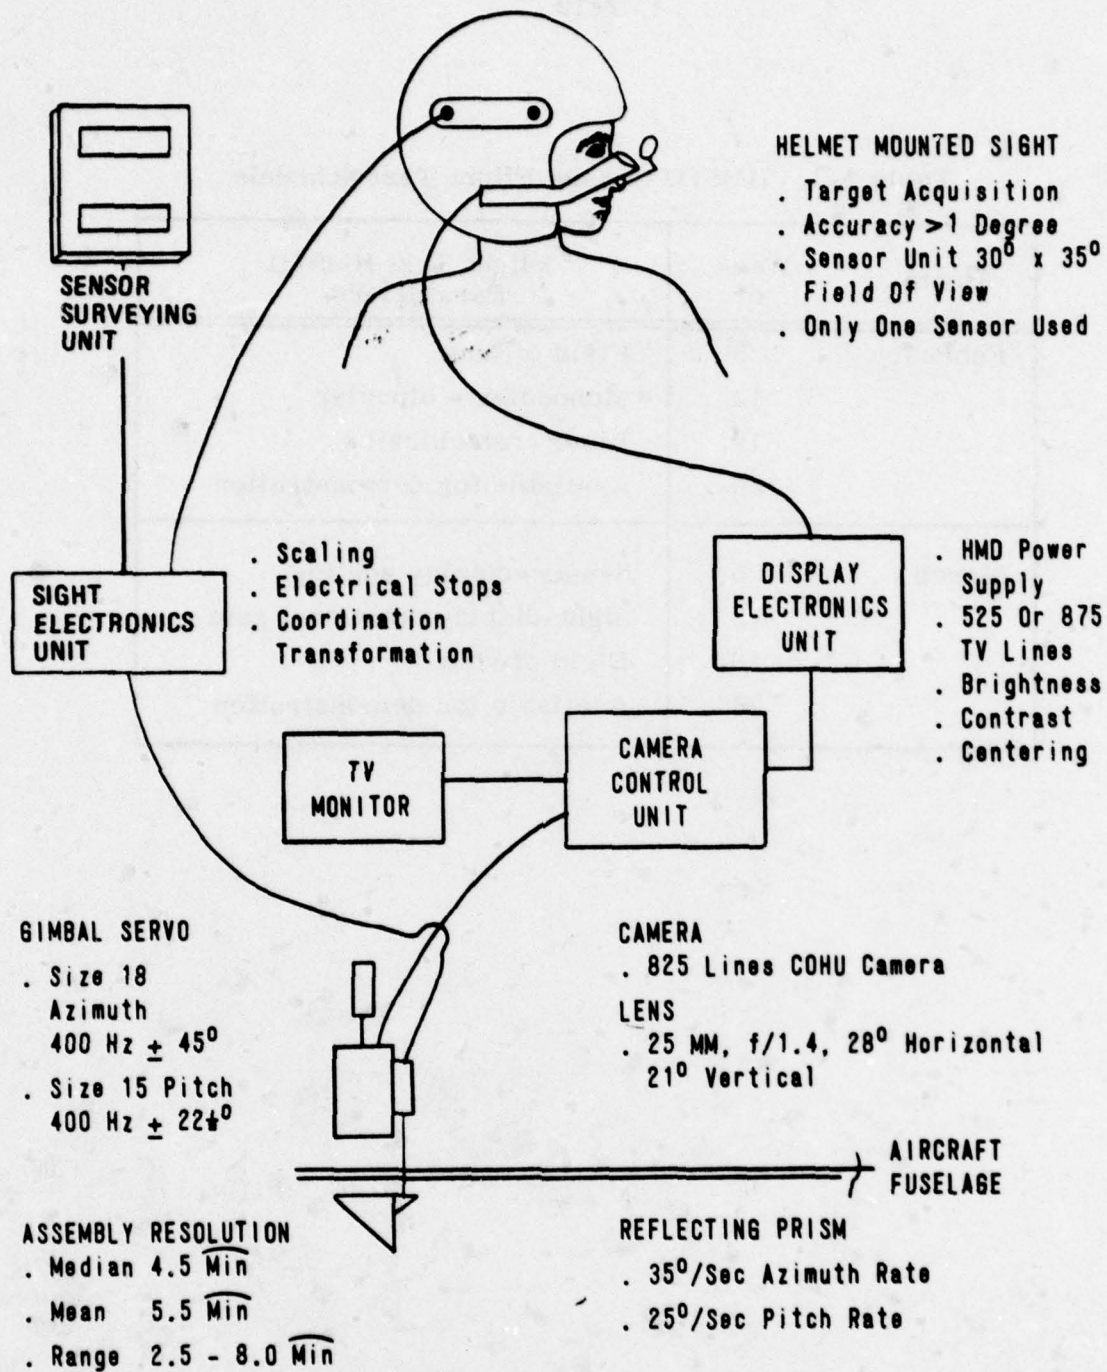 HELMET MOUNTED SIGHT
. Target Acquisition
. Accuracy >1 Degree
. Sensor Unit 30° x 35°
Field Of View
. Only One Sensor Used
SENSOR
SURVEYING
UNIT
SIGHT
ELECTRONICS
UNIT
. Scaling
. Electrical Stops
. Coordination
Transformation
DISPLAY
ELECTRONICS
UNIT
. HMD Power
Supply
. 525 Or 875
TV Lines
. Brightness
. Contrast
. Centering
TV
MONITOR
CAMERA
CONTROL
UNIT
GIMBAL SERVO
. Size 18
Azimuth
400 Hz ± 45°
. Size 15 Pitch
400 Hz ± 22½°
CAMERA
. 825 Lines COHU Camera
LENS
. 25 MM, f/1.4, 28° Horizontal
21° Vertical
AIRCRAFT
FUSELAGE
ASSEMBLY RESOLUTION
. Median 4.5 Min
. Mean 5.5 Min
. Range 2.5 - 8.0 Min
REFLECTING PRISM
. 35°/Sec Azimuth Rate
. 25°/Sec Pitch Rate